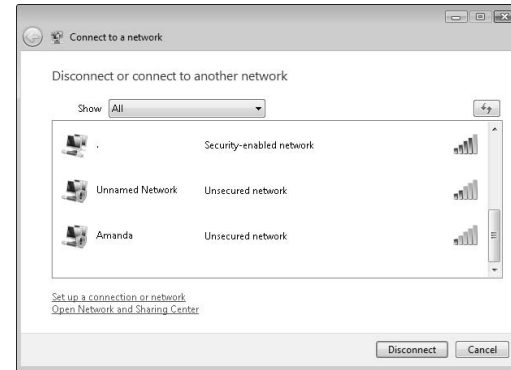 Connect to a network
Disconnect or connect to another network
Show All
. Security-enabled network
Unnamed Network Unsecured network
Amanda Unsecured network
Set up a connection or network
Open Network and Sharing Center
Disconnect Cancel